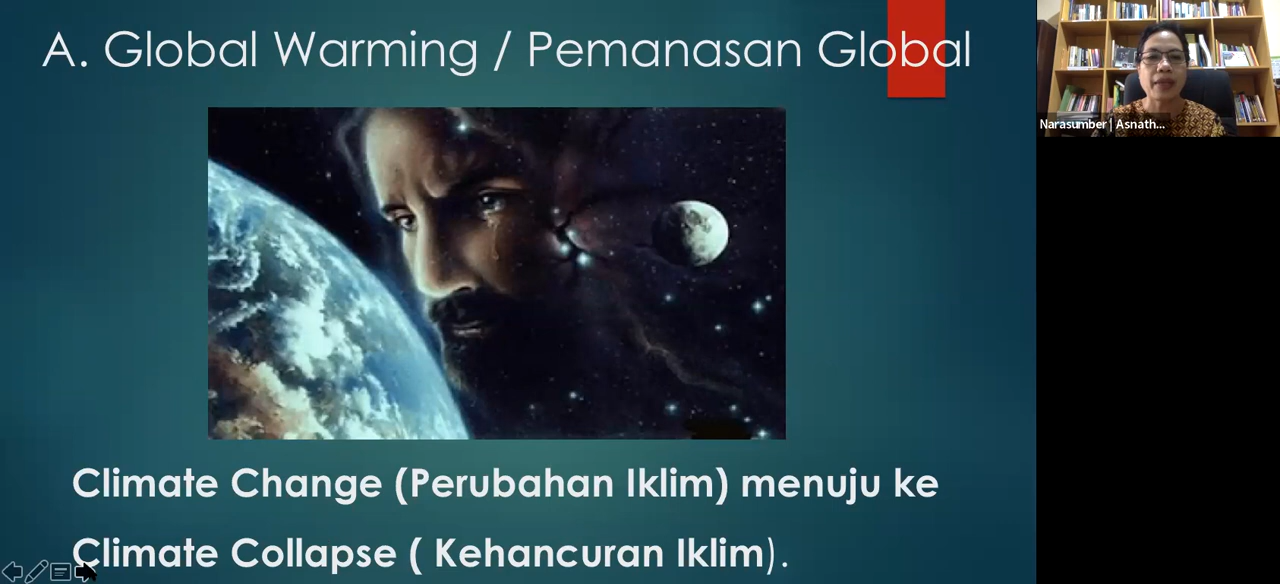 A. Global Warming / Pemanasan Global
Narasumber | Asnath...
Climate Change (Perubahan Iklim) menuju ke
Climate Collapse ( Kehancuran Iklim).